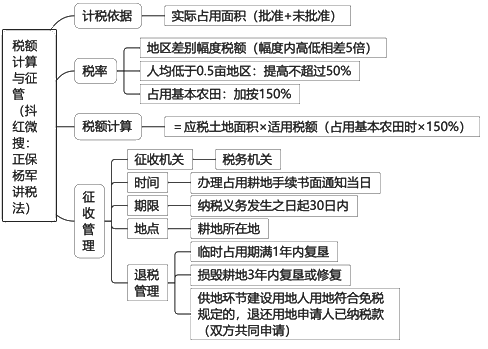 税额
计算
与征
管
（抖
红微
搜：
正保
杨军
讲税
法）
计税依据
实际占用面积（批准+未批准）
税率
地区差别幅度税额（幅度内高低相差5倍）
人均低于0.5亩地区：提高不超过50%
占用基本农田：加按150%
税额计算
＝应税土地面积×适用税额（占用基本农田时×150%）
征收
管理
征收机关
税务机关
时间
办理占用耕地手续书面通知当日
期限
纳税义务发生之日起30日内
地点
耕地所在地
退税
管理
临时占用期满1年内复垦
损毁耕地3年内复垦或修复
供地环节建设用地人用地符合免税
规定的，退还用地申请人已纳税款
（双方共同申请）